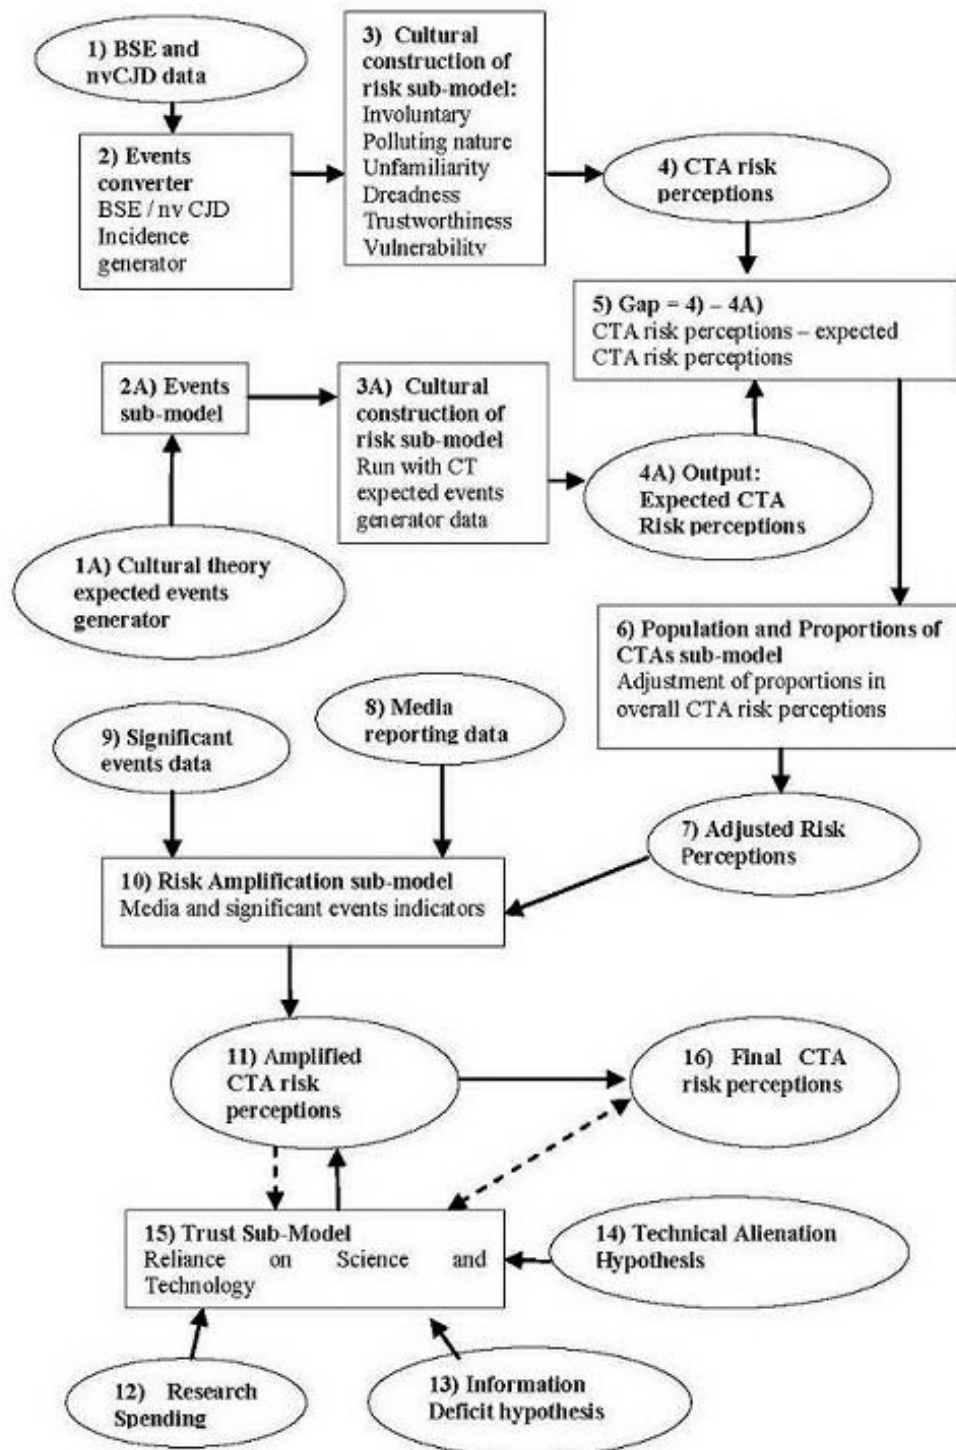 1) BSE and
nvCJD data
2) Events
converter
BSE / nv CJD
Incidence
generator
3) Cultural
construction of
risk sub-model:
Involuntary
Polluting nature
Unfamiliarity
Dreadness
Trustworthiness
Vulnerability
4) CTA risk
perceptions
5) Gap = 4) – 4A)
CTA risk perceptions – expected
CTA risk perceptions
2A) Events
sub-model
3A) Cultural
construction of
risk sub-model
Run with CT
expected events
generator data
4A) Output:
Expected CTA
Risk perceptions
1A) Cultural theory
expected events
generator
6) Population and Proportions of
CTAs sub-model
Adjustment of proportions in
overall CTA risk perceptions
8) Media
reporting data
9) Significant
events data
7) Adjusted Risk
Perceptions
10) Risk Amplification sub-model
Media and significant events indicators
11) Amplified
CTA risk
perceptions
16) Final CTA
risk perceptions
15) Trust Sub-Model
Reliance on Science and
Technology
14) Technical Alienation
Hypothesis
12) Research
Spending
13) Information
Deficit hypothesis